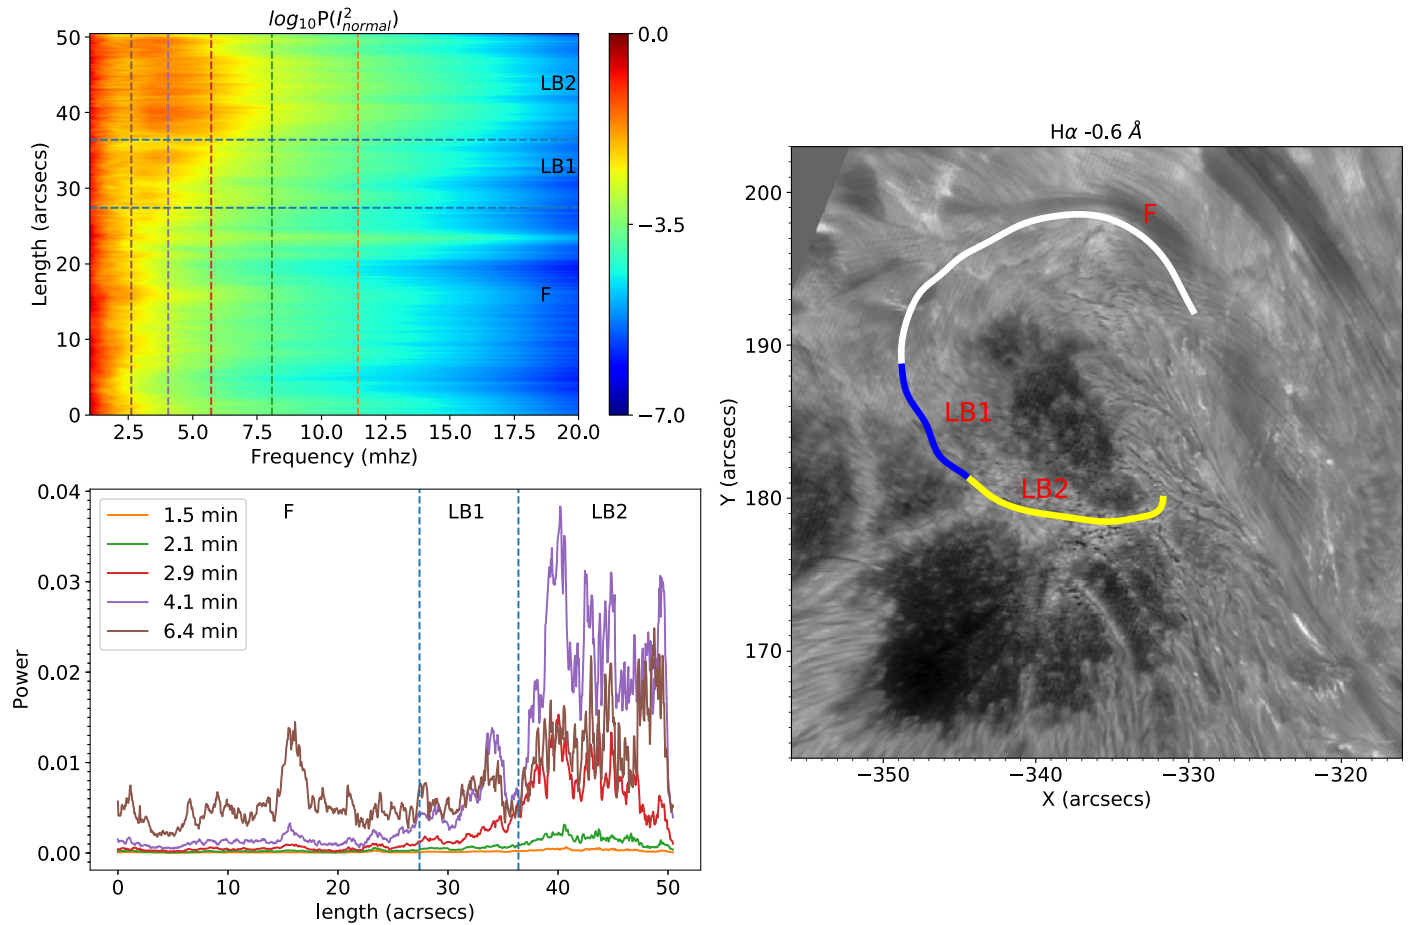 log₁₀P(I²ₙₒᵣₘₐₗ)
50
40
30
20
10
0
Length (arcsecs)
LB2
LB1
F
2.5
5.0
7.5
10.0
12.5
15.0
17.5
20.0
Frequency (mhz)
0.0
−3.5
−7.0
0.04
0.03
0.02
0.01
0.00
Power
1.5 min
2.1 min
2.9 min
4.1 min
6.4 min
F
LB1
LB2
0
10
20
30
40
50
length (acrsecs)
Hα -0.6 Å
200
190
180
170
Y (arcsecs)
F
LB1
LB2
−350
−340
−330
−320
X (arcsecs)